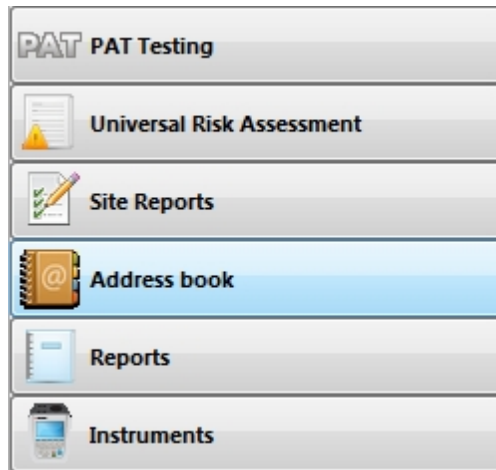 PAT PAT Testing
Universal Risk Assessment
Site Reports
@ Address book
Reports
Instruments